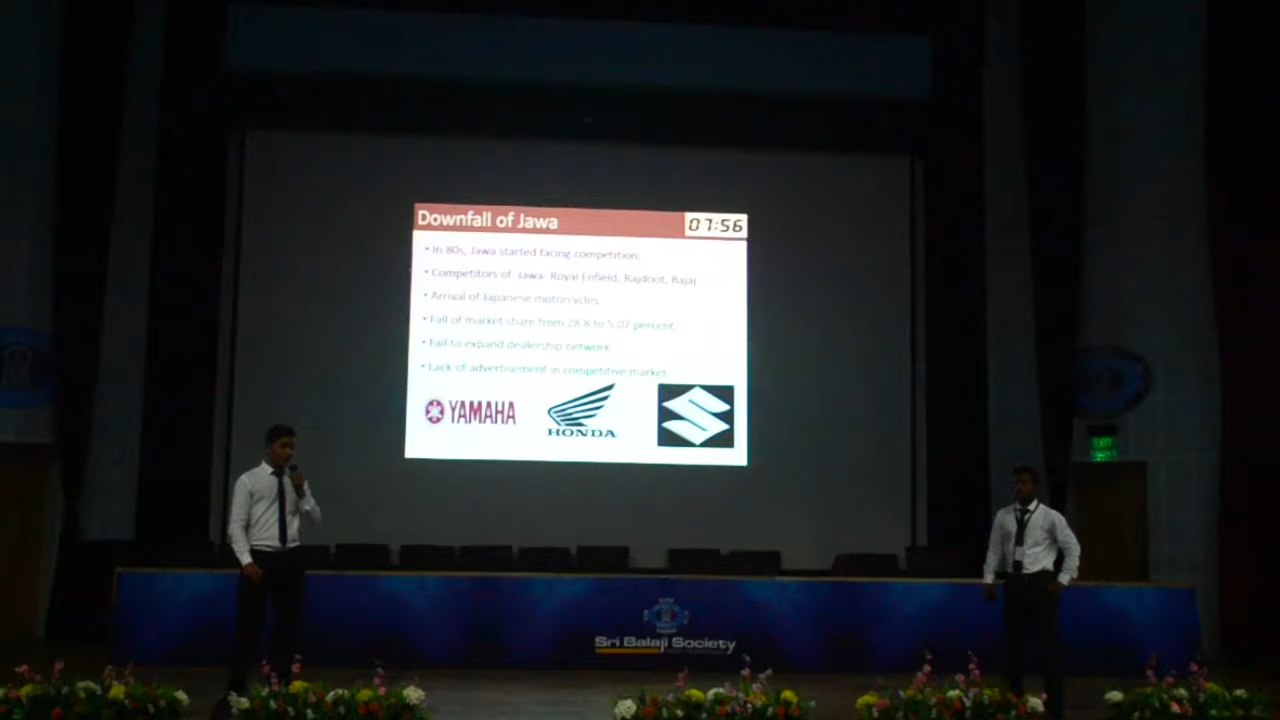 Downfall of Jawa
07:56
• In 80s, Jawa started facing competition.
• Competitors of Jawa- Royal Enfield, Rajdoot, Bajaj
• Arrival of Japanese motorcycles.
• Fall of market share from 28.8 to 5.02 percent.
• Fail to expand dealership network
• Lack of advertisement in competitive market.
YAMAHA
HONDA
EXIT
Sri Balaji Society